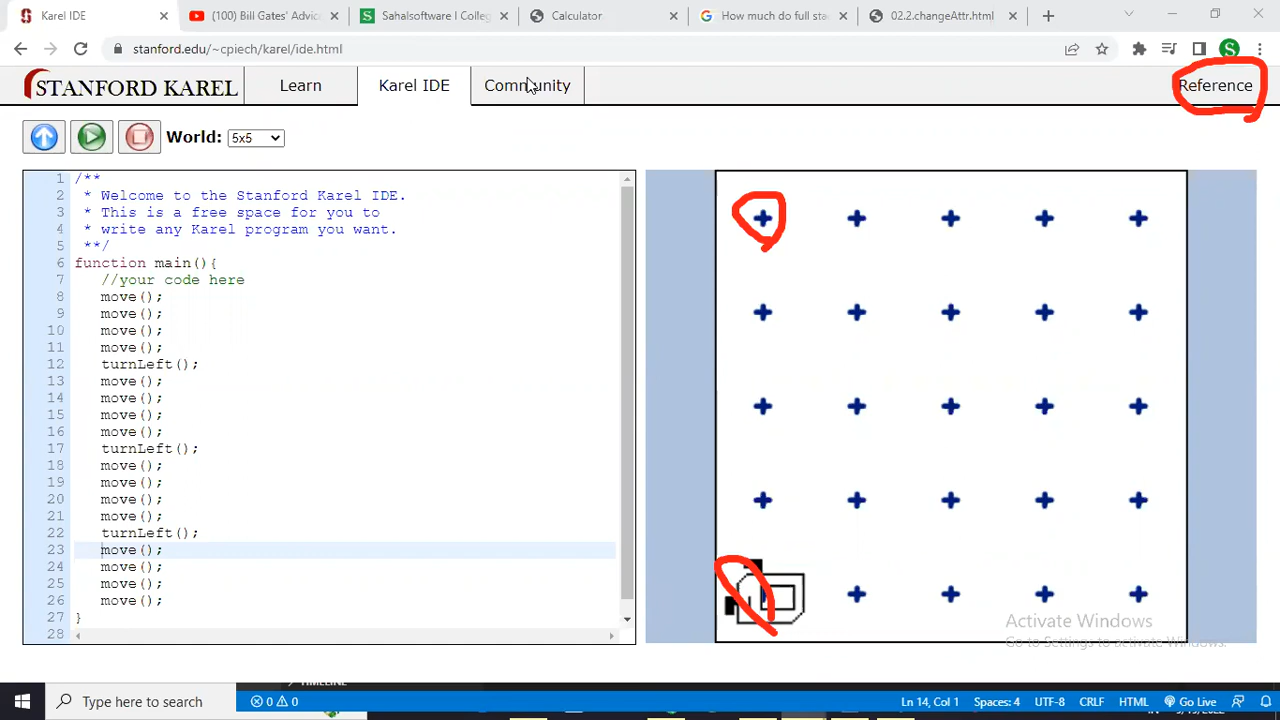 Karel IDE
(100) Bill Gates' Advic
Sahalsoftware | Colleg
Calculator
How much do full sta
02.2.changeAttr.html
stanford.edu/~cpiech/karel/ide.html
S
STANFORD KAREL
Learn
Karel IDE
Community
Reference
World: 5x5
1 /**
2 * Welcome to the Stanford Karel IDE.
3 * This is a free space for you to
4 * write any Karel program you want.
5 **/
6 function main(){
7 //your code here
8 move();
9 move();
10 move();
11 move();
12 turnLeft();
13 move();
14 move();
15 move();
16 move();
17 turnLeft();
18 move();
19 move();
20 move();
21 move();
22 turnLeft();
23 move();
24 move();
25 move();
26 move();
27 }
28
Activate Windows
Go to Settings to activate Windows.
TIMELINE
Type here to search
0 0
Ln 14, Col 1 Spaces: 4 UTF-8 CRLF HTML Go Live